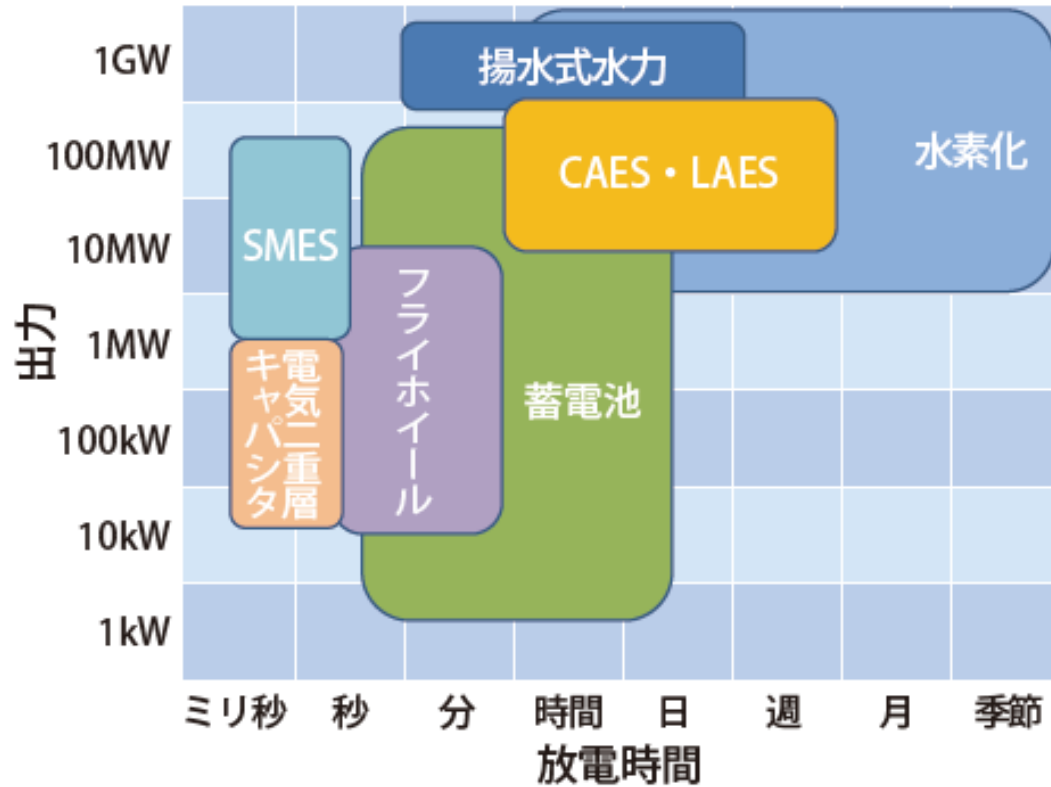 出力
1GW
100MW
10MW
1MW
100kW
10kW
1kW
揚水式水力
水素化
CAES・LAES
SMES
フライホイール
蓄電池
電気二重層
キャパシタ
ミリ秒
秒
分
時間
日
週
月
季節
放電時間